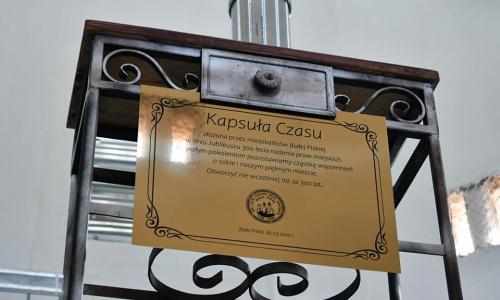 Kapsuła Czasu
złożona przez mieszkańców Białej Piskiej
w dniu Jubileuszu 300-lecia nadania praw miejskich,
przyszłym pokoleniom pozostawiamy cząstkę wspomnień
o sobie i naszym pięknym mieście.
Otworzyć nie wcześniej niż za 300 lat.
Biała Piska,